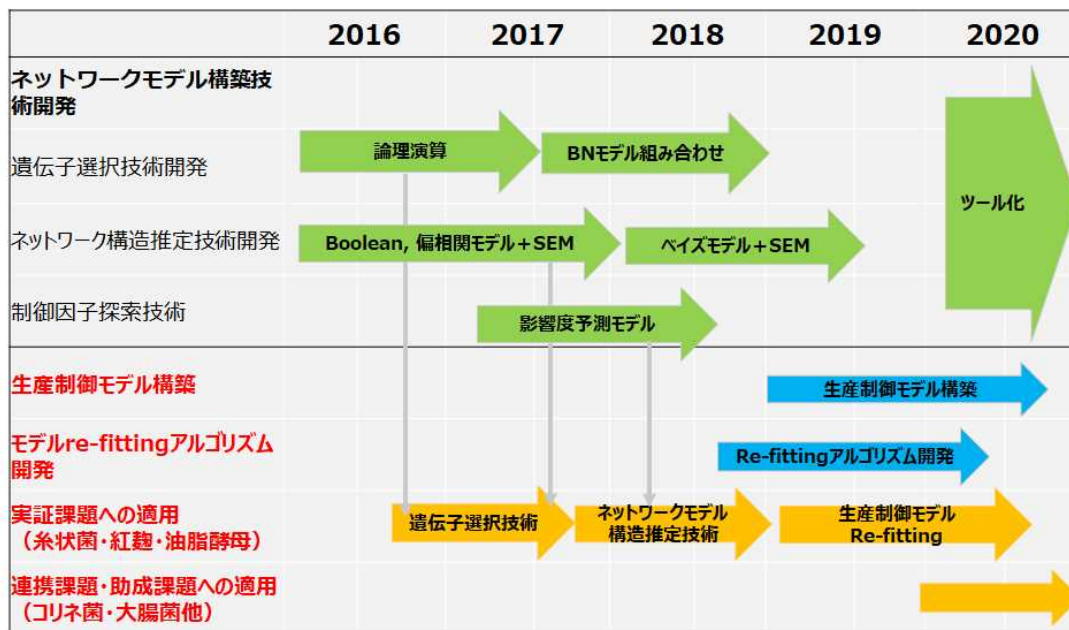 2016 2017 2018 2019 2020
ネットワークモデル構築技
術開発
遺伝子選択技術開発
論理演算
BNモデル組み合わせ
ツール化
ネットワーク構造推定技術開発
Boolean, 偏相関モデル+SEM
ベイズモデル+SEM
制御因子探索技術
影響度予測モデル
生産制御モデル構築
生産制御モデル構築
モデルre-fittingアルゴリズム
開発
Re-fittingアルゴリズム開発
実証課題への適用
(糸状菌・紅麹・油脂酵母)
遺伝子選択技術
ネットワークモデル
構造推定技術
生産制御モデル
Re-fitting
連携課題・助成課題への適用
(コリネ菌・大腸菌他)